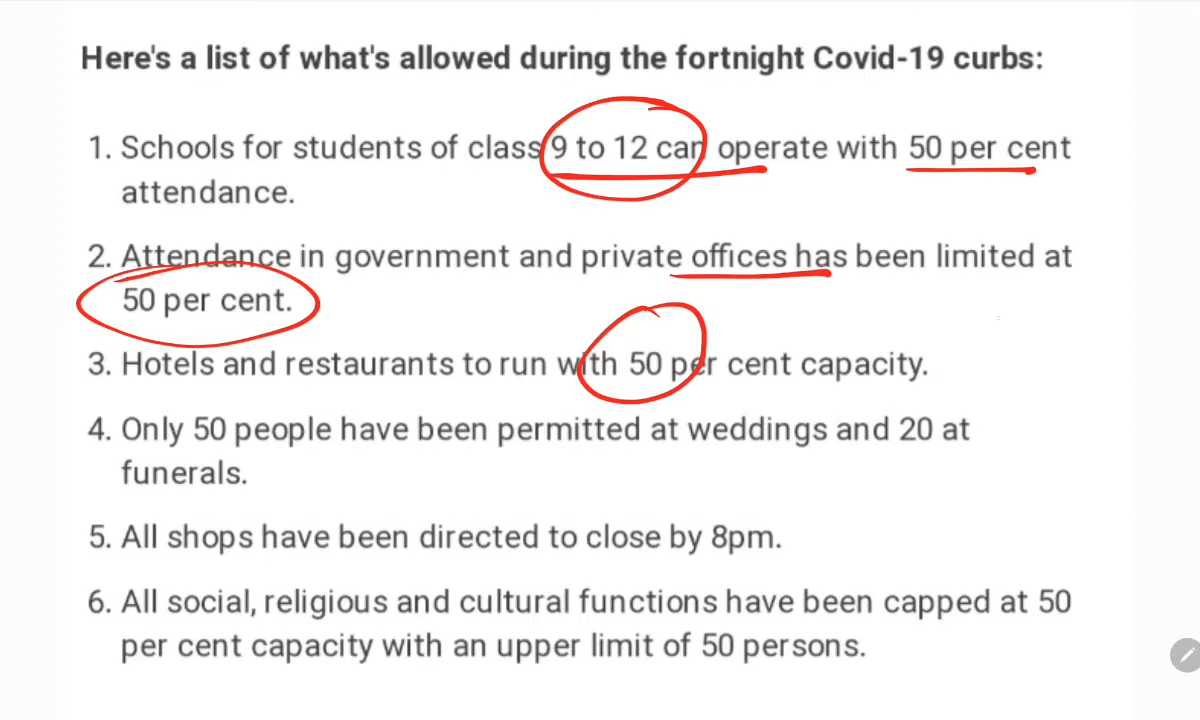 Here's a list of what's allowed during the fortnight Covid-19 curbs:
1. Schools for students of class 9 to 12 can operate with 50 per cent
attendance.
2. Attendance in government and private offices has been limited at
50 per cent.
3. Hotels and restaurants to run with 50 per cent capacity.
4. Only 50 people have been permitted at weddings and 20 at
funerals.
5. All shops have been directed to close by 8pm.
6. All social, religious and cultural functions have been capped at 50
per cent capacity with an upper limit of 50 persons.